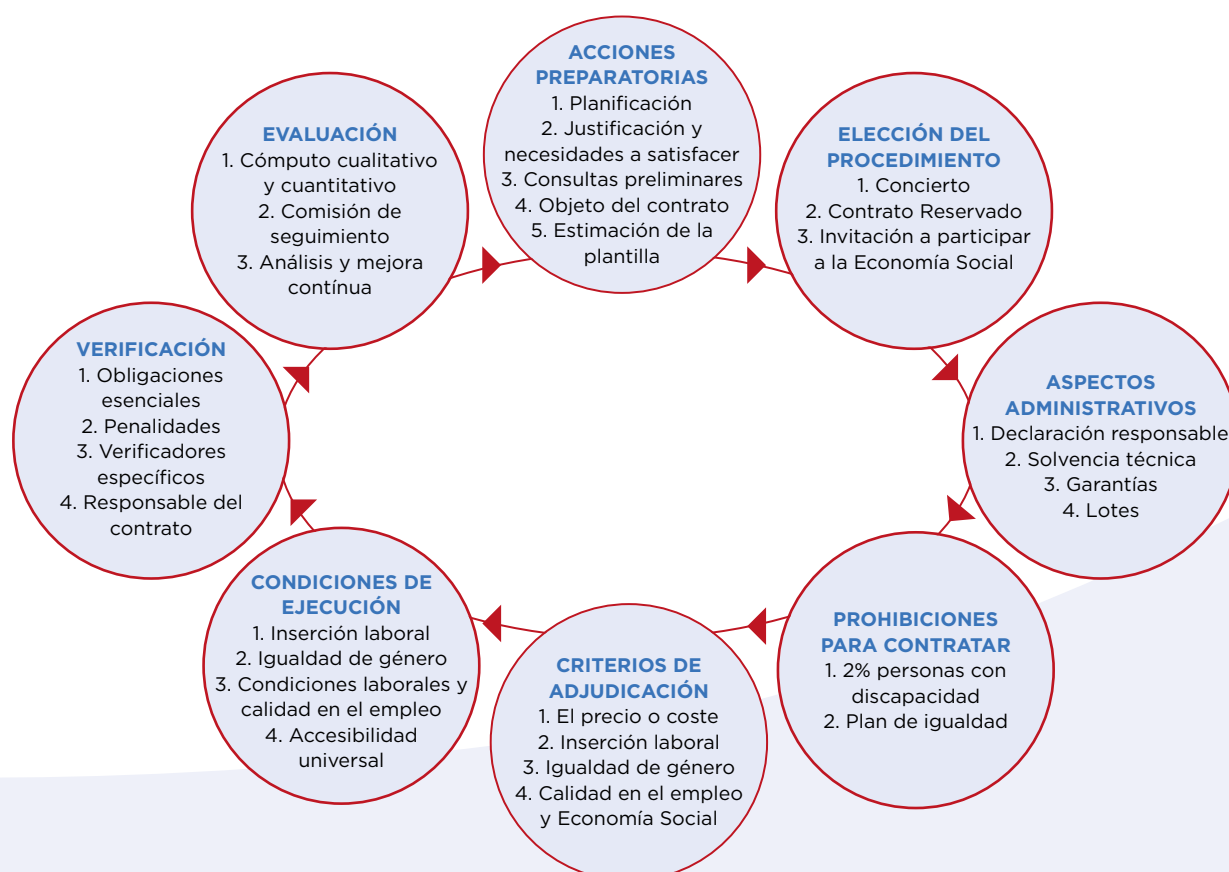 ACCIONES
PREPARATORIAS
1. Planificación
2. Justificación y
necesidades a satisfacer
3. Consultas preliminares
4. Objeto del contrato
5. Estimación de la
plantilla
ELECCIÓN DEL
PROCEDIMIENTO
1. Concierto
2. Contrato Reservado
3. Invitación a participar
a la Economía Social
ASPECTOS
ADMINISTRATIVOS
1. Declaración responsable
2. Solvencia técnica
3. Garantías
4. Lotes
PROHIBICIONES
PARA CONTRATAR
1. 2% personas con
discapacidad
2. Plan de igualdad
CRITERIOS DE
ADJUDICACIÓN
1. El precio o coste
2. Inserción laboral
3. Igualdad de género
4. Calidad en el empleo
y Economía Social
CONDICIONES DE
EJECUCIÓN
1. Inserción laboral
2. Igualdad de género
3. Condiciones laborales y
calidad en el empleo
4. Accesibilidad
universal
VERIFICACIÓN
1. Obligaciones
esenciales
2. Penalidades
3. Verificadores
específicos
4. Responsable del
contrato
EVALUACIÓN
1. Cómputo cualitativo
y cuantitativo
2. Comisión de
seguimiento
3. Análisis y mejora
contínua